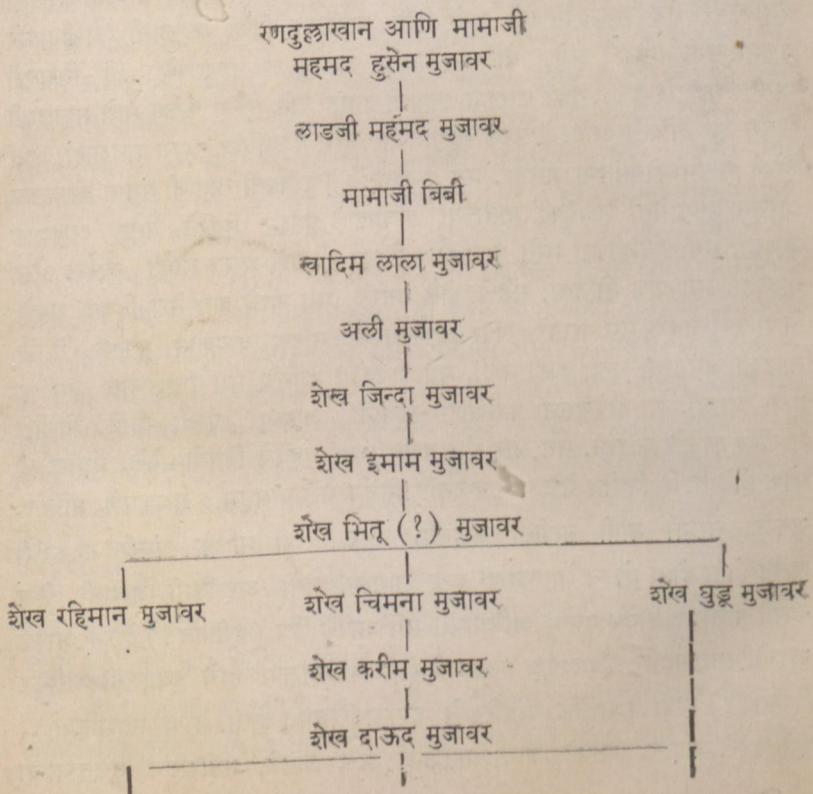 रणदुल्लाखान आणि मामाजी
महमद हुसेन मुजावर
लाडजी महंमद मुजावर
मामाजी बिबी
खादिम लाला मुजावर
अली मुजावर
शेख जिन्दा मुजावर
शेख इमाम मुजावर
शेख भितू (?) मुजावर
शेख रहिमान मुजावर शेख चिमना मुजावर शेख घुडू मुजावर
शेख करीम मुजावर
शेख दाऊद मुजावर